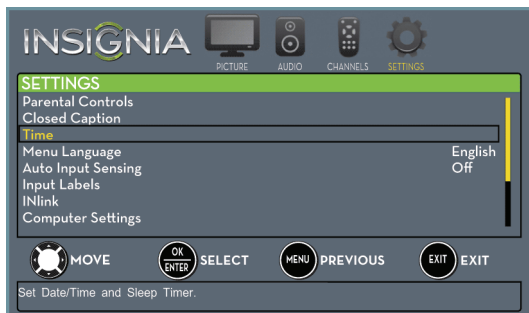 INSIGNIA
PICTURE AUDIO CHANNELS SETTINGS
SETTINGS
Parental Controls
Closed Caption
Time
Menu Language English
Auto Input Sensing Off
Input Labels
INlink
Computer Settings
MOVE OK ENTER SELECT MENU PREVIOUS EXIT EXIT
Set Date/Time and Sleep Timer.